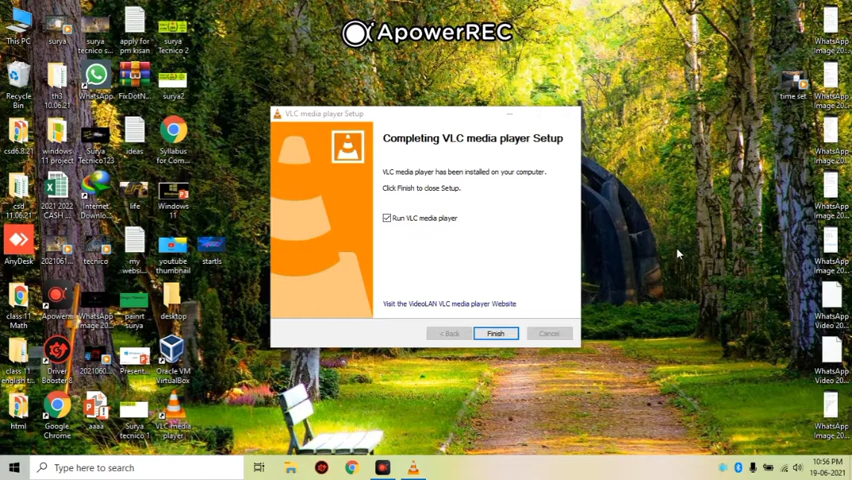 ApowerREC
VLC media player Setup
Completing VLC media player Setup
VLC media player has been installed on your computer.
Click Finish to close Setup.
Run VLC media player
Visit the VideoLAN VLC media player Website
< Back
Finish
Cancel
This PC
surya
surya
tecnico s...
apply for
pm kisan
surya
Tecnico 2
Recycle
Bin
th3
10.06.21
WhatsApp
FixDotN...
surya2
csd6.8.21
windows
11 project
Surya
Tecnico123
ideas
Syllabus
for Com...
csd
11.06.21
2021 2022
CASH ...
Internet
Downlo...
life
Windows
11
AnyDesk
2021061...
tecnico
my
websi...
youtube
thumbnail
startIs
class 11
Math
Apower...
WhatsApp
Image 20...
painrt
surya
desktop
class 11
english t...
Driver
Booster 8
2021060...
Present...
Oracle VM
VirtualBox
html
Google
Chrome
aaaa
Surya
tecnico 1
VLC media
player
WhatsApp
Image 20...
time set
WhatsApp
Image 20...
WhatsApp
Image 20...
WhatsApp
Image 20...
WhatsApp
Image 20...
WhatsApp
Video 20...
WhatsApp
Video 20...
WhatsApp
Image 20...
Type here to search
10:56 PM
19-06-2021